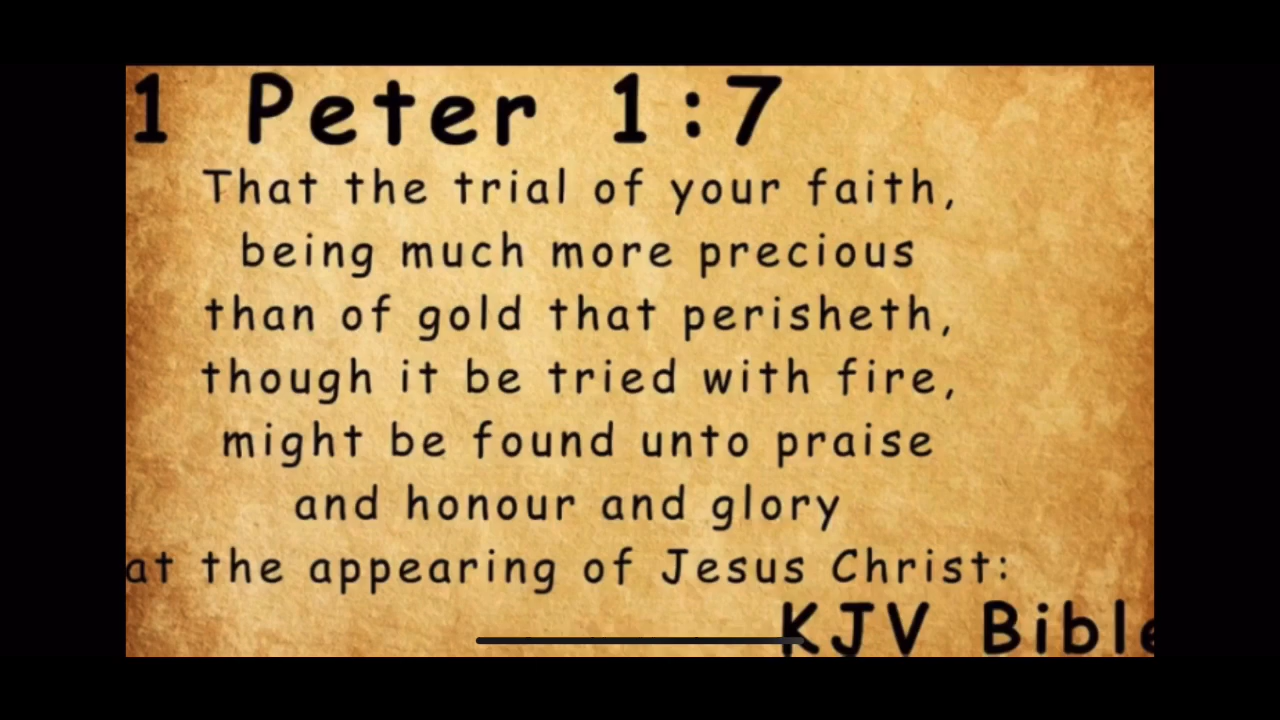 1 Peter 1:7
That the trial of your faith,
being much more precious
than of gold that perisheth,
though it be tried with fire,
might be found unto praise
and honour and glory
at the appearing of Jesus Christ:
KJV Bible